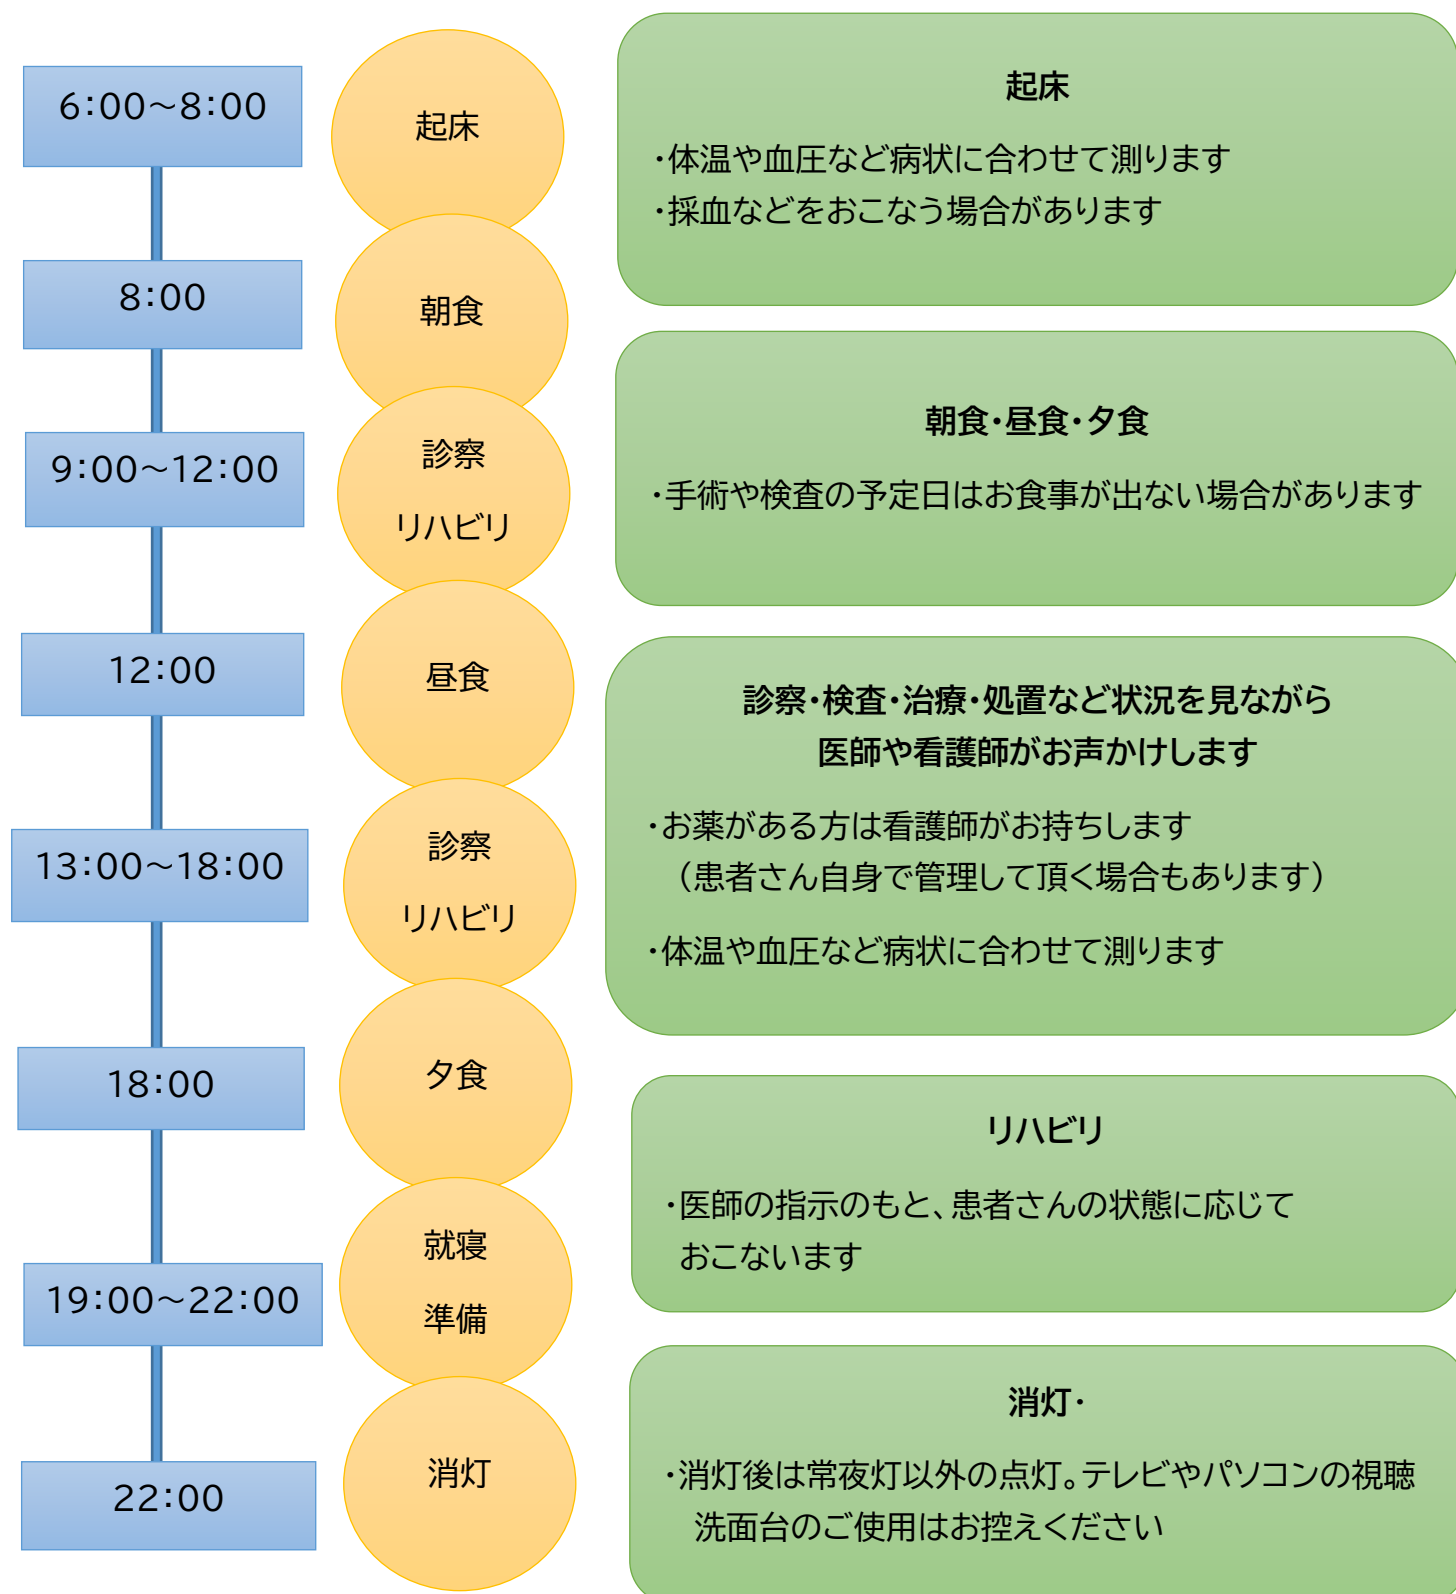 6:00～8:00
起床
8:00
朝食
9:00～12:00
診察
リハビリ
12:00
昼食
13:00～18:00
診察
リハビリ
18:00
夕食
19:00～22:00
就寝
準備
22:00
消灯
起床
・体温や血圧など病状に合わせて測ります
・採血などをおこなう場合があります
朝食・昼食・夕食
・手術や検査の予定日はお食事が出ない場合があります
診察・検査・治療・処置など状況を見ながら
医師や看護師がお声かけします
・お薬がある方は看護師がお持ちします
（患者さん自身で管理して頂く場合もあります）
・体温や血圧など病状に合わせて測ります
リハビリ
・医師の指示のもと、患者さんの状態に応じて
おこないます
消灯・
・消灯後は常夜灯以外の点灯。テレビやパソコンの視聴
洗面台のご使用はお控えください